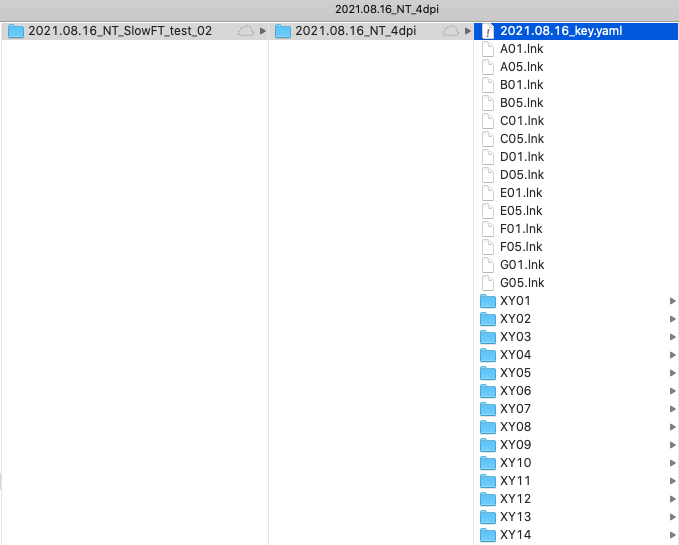 2021.08.16_NT_4dpi
2021.08.16_NT_SlowFT_test_02
2021.08.16_NT_4dpi
2021.08.16_key.yaml
A01.lnk
A05.lnk
B01.lnk
B05.lnk
C01.lnk
C05.lnk
D01.lnk
D05.lnk
E01.lnk
E05.lnk
F01.lnk
F05.lnk
G01.lnk
G05.lnk
XY01
XY02
XY03
XY04
XY05
XY06
XY07
XY08
XY09
XY10
XY11
XY12
XY13
XY14